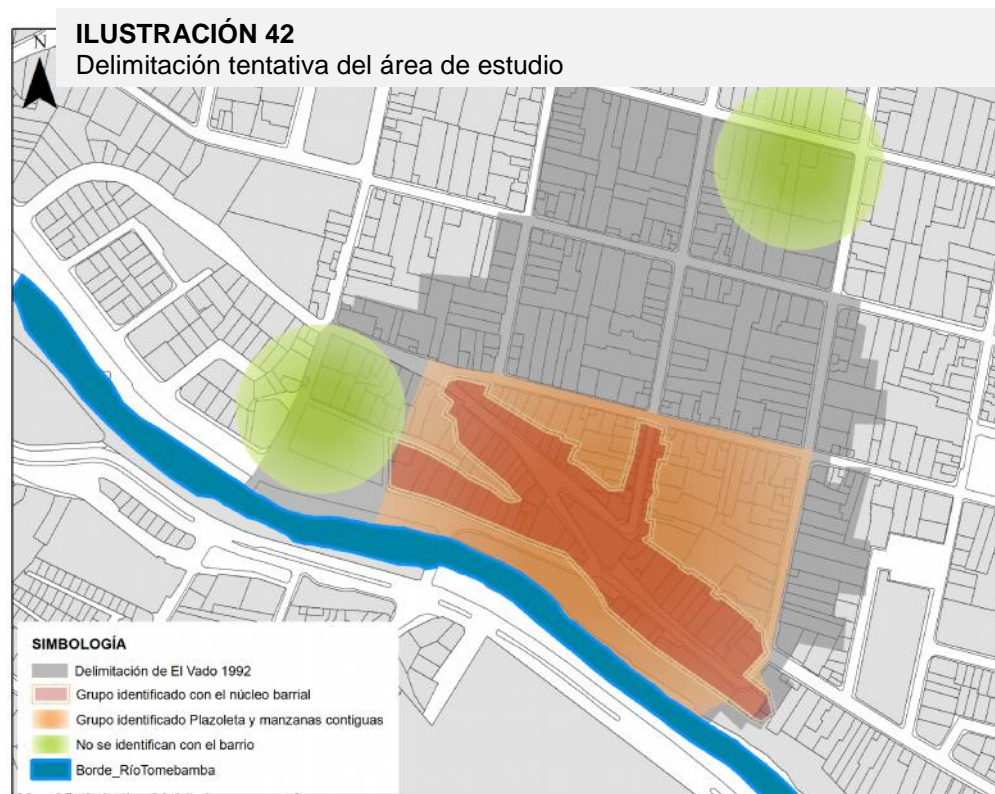 ILUSTRACIÓN 42
Delimitación tentativa del área de estudio
N
SIMBOLOGÍA
Delimitación de El Vado 1992
Grupo identificado con el núcleo barrial
Grupo identificado Plazoleta y manzanas contiguas
No se identifican con el barrio
Borde_RíoTomebamba